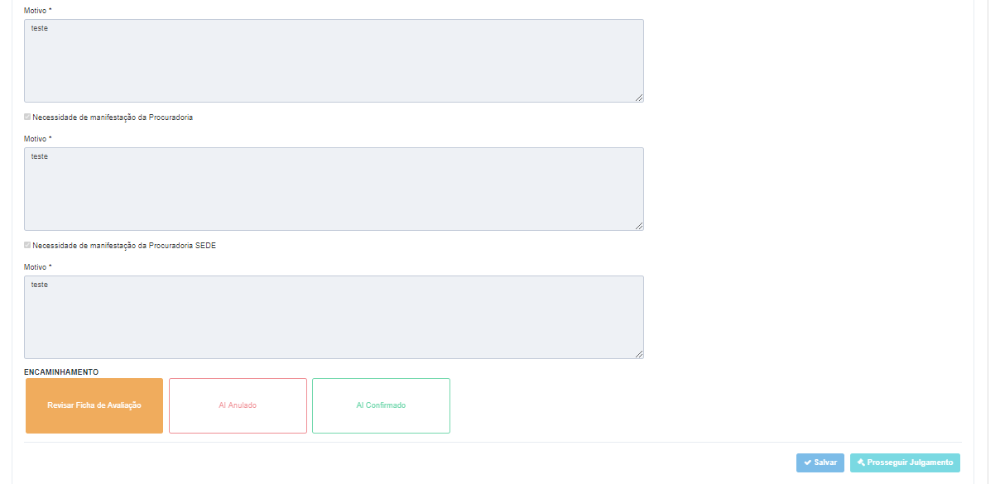 Motivo *
teste
Necessidade de manifestação da Procuradoria
Motivo *
teste
Necessidade de manifestação da Procuradoria SEDE
Motivo *
teste
ENCAMINHAMENTO
Revisar Ficha de Avaliação
AI Anulado
AI Confirmado
Salvar
Prosseguir Julgamento